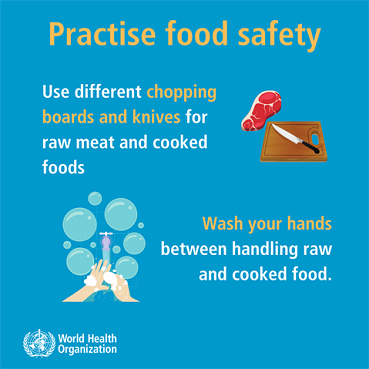 Practise food safety
Use different chopping
boards and knives for
raw meat and cooked
foods
Wash your hands
between handling raw
and cooked food.
World Health
Organization